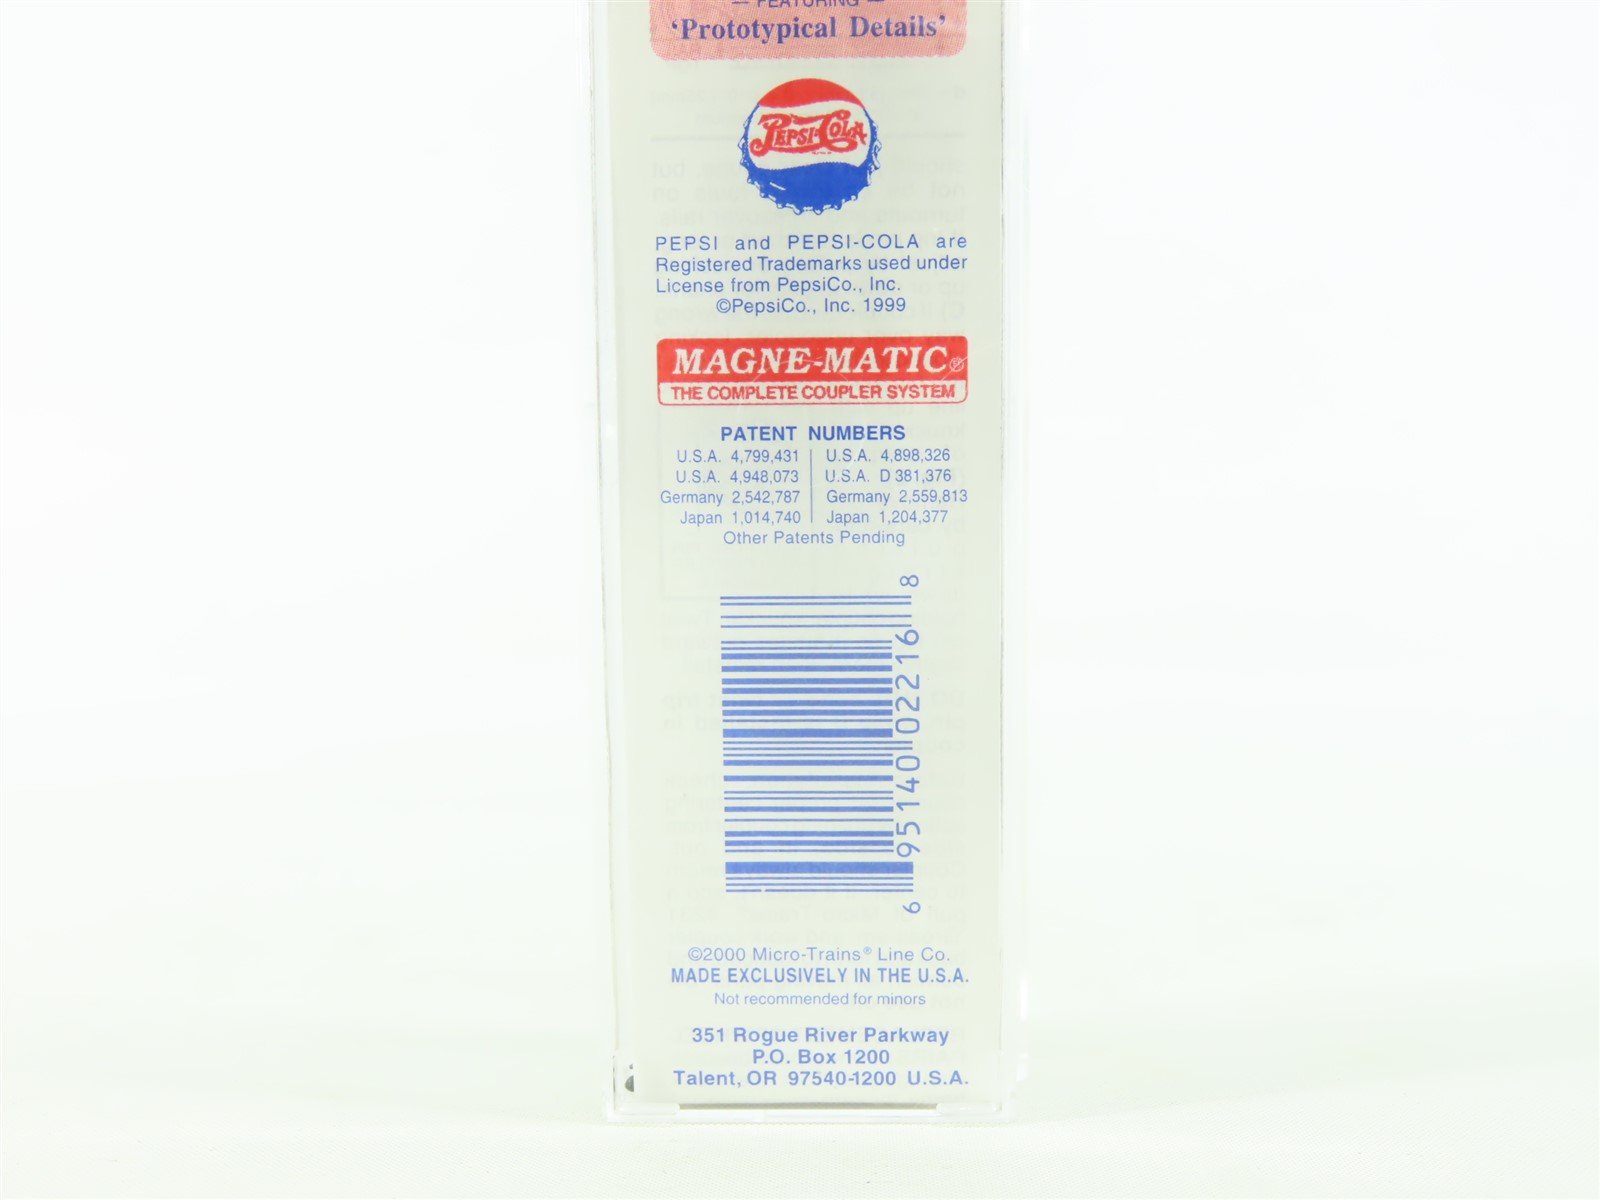 — FEATURING —
'Prototypical Details'
PEPSI-COLA
PEPSI and PEPSI-COLA are
Registered Trademarks used under
License from PepsiCo., Inc.
©PepsiCo., Inc. 1999
MAGNE-MATIC®
THE COMPLETE COUPLER SYSTEM
PATENT NUMBERS
U.S.A. 4,799,431 | U.S.A. 4,898,326
U.S.A. 4,948,073 | U.S.A. D 381,376
Germany 2,542,787 | Germany 2,559,813
Japan 1,014,740 | Japan 1,204,377
Other Patents Pending
6 95140 02216 8
©2000 Micro-Trains® Line Co.
MADE EXCLUSIVELY IN THE U.S.A.
Not recommended for minors
351 Rogue River Parkway
P.O. Box 1200
Talent, OR 97540-1200 U.S.A.